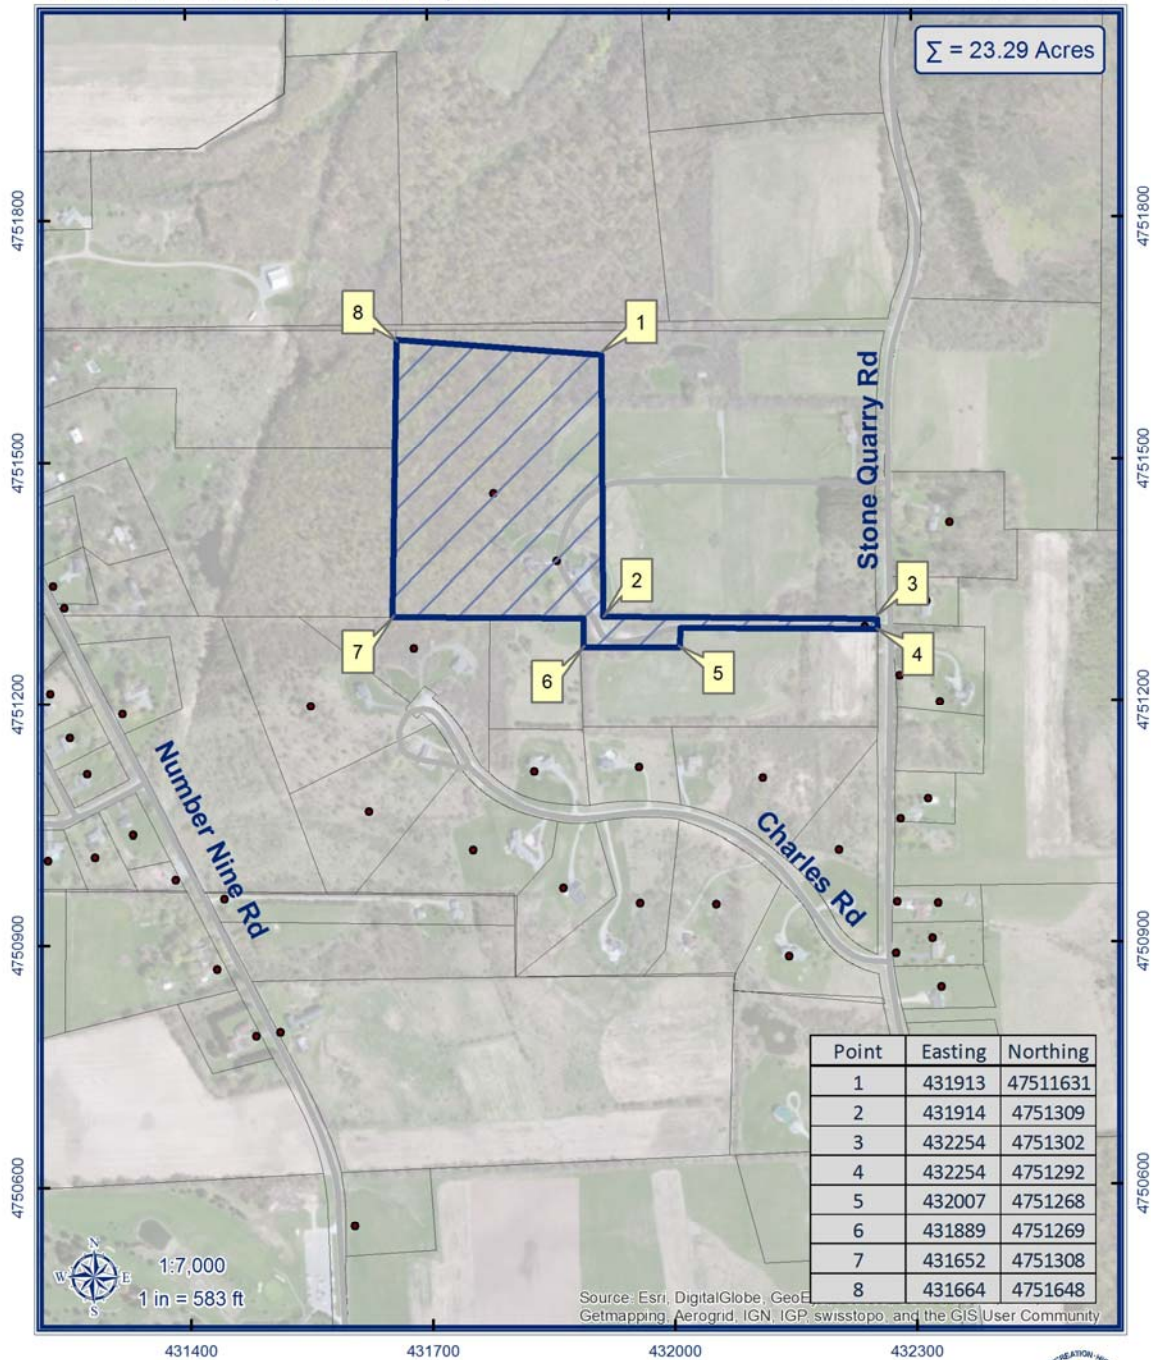 ∑ = 23.29 Acres
4751800
4751800
8
1
Stone Quarry Rd
4751500
4751500
2
3
4
7
6
5
4751200
4751200
Number Nine Rd
Charles Rd
4750900
4750900
Point Easting Northing
1 431913 47511631
2 431914 4751309
3 432254 4751302
4 432254 4751292
5 432007 4751268
6 431889 4751269
7 431652 4751308
8 431664 4751648
4750600
4750600
N
W E
S
1:7,000
1 in = 583 ft
Source: Esri, DigitalGlobe, GeoE
Getmapping, Aerogrid, IGN, IGP, swisstopo, and the GIS User Community
431400 431700 432000 432300